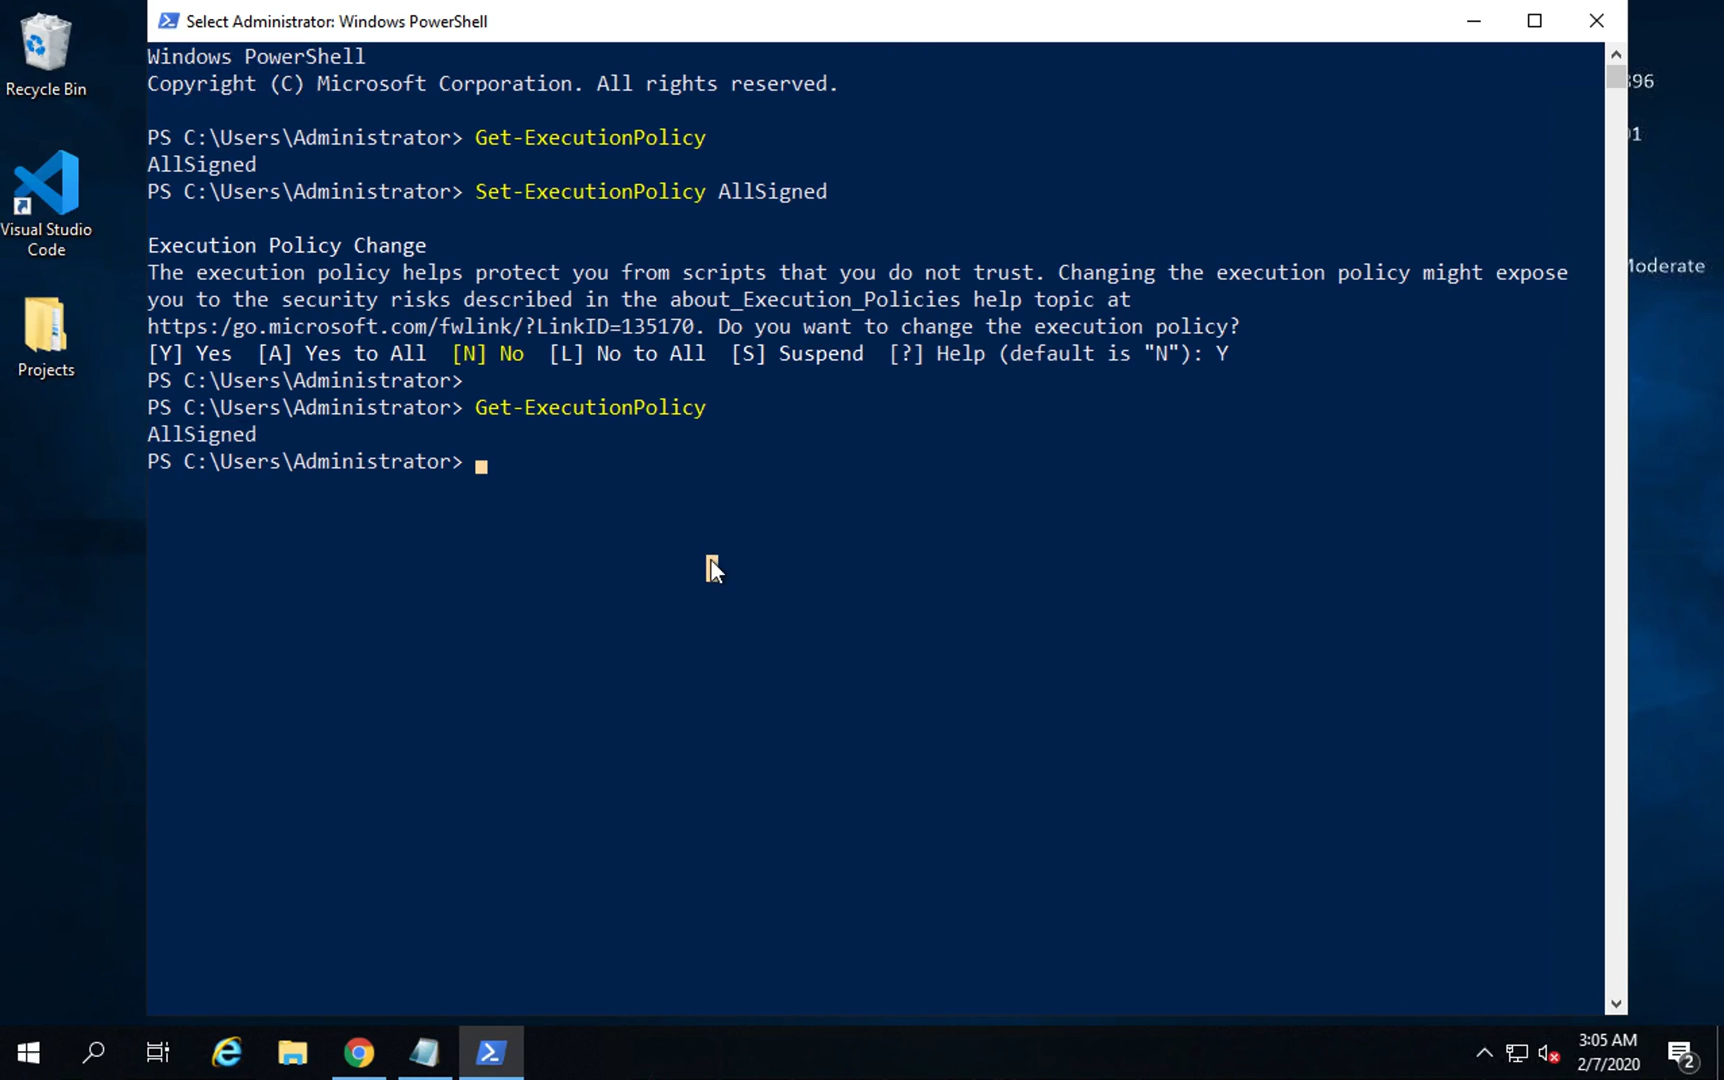 Select Administrator: Windows PowerShell
Windows PowerShell
Copyright (C) Microsoft Corporation. All rights reserved.
PS C:\Users\Administrator> Get-ExecutionPolicy
AllSigned
PS C:\Users\Administrator> Set-ExecutionPolicy AllSigned
Execution Policy Change
The execution policy helps protect you from scripts that you do not trust. Changing the execution policy might expose
you to the security risks described in the about_Execution_Policies help topic at
https:/go.microsoft.com/fwlink/?LinkID=135170. Do you want to change the execution policy?
[Y] Yes  [A] Yes to All  [N] No  [L] No to All  [S] Suspend  [?] Help (default is "N"): Y
PS C:\Users\Administrator>
PS C:\Users\Administrator> Get-ExecutionPolicy
AllSigned
PS C:\Users\Administrator>
Recycle Bin
Visual Studio
Code
Projects
396
Moderate
3:05 AM
2/7/2020
2